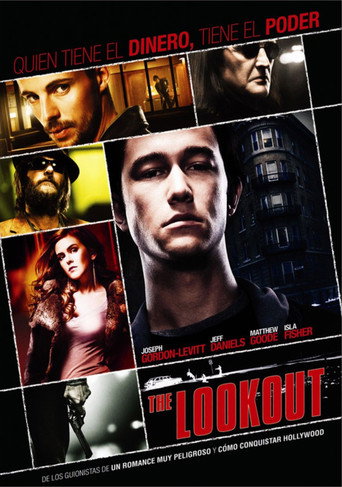 QUIEN TIENE EL DINERO, TIENE EL PODER
JOSEPH GORDON-LEVITT
JEFF DANIELS
MATTHEW GOODE
ISLA FISHER
THE LOOKOUT
DE LOS GUIONISTAS DE UN ROMANCE MUY PELIGROSO Y CÓMO CONQUISTAR HOLLYWOOD